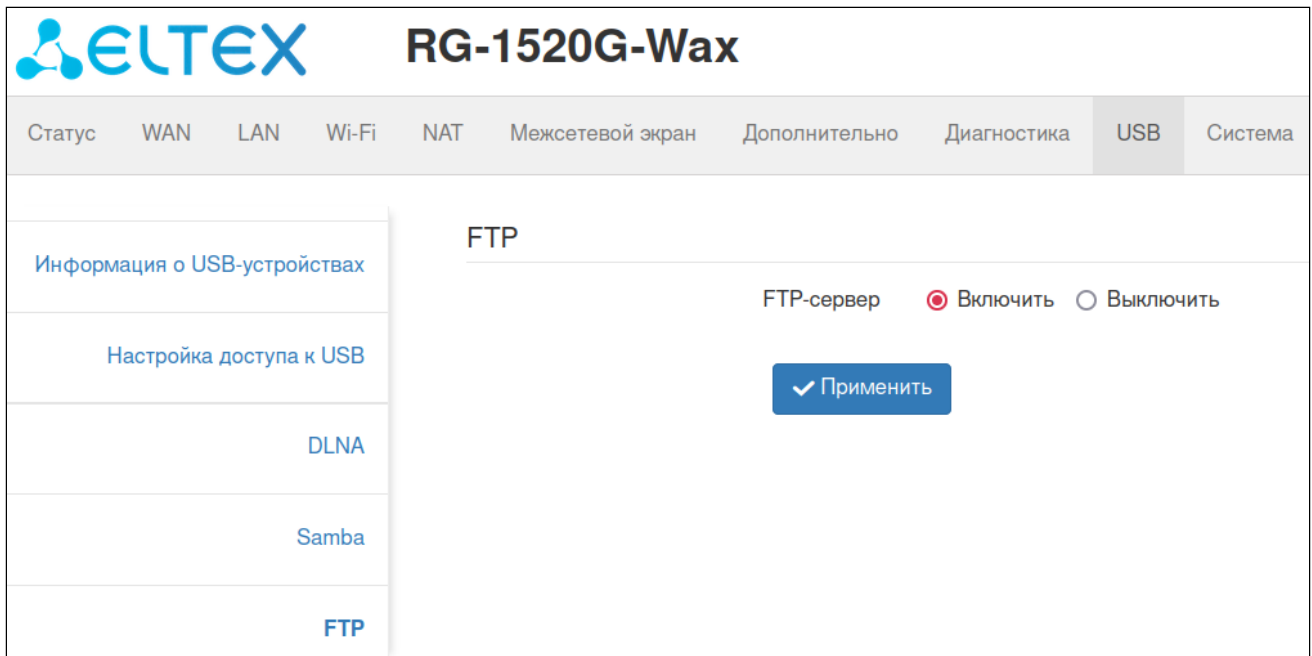 ELTEX RG-1520G-Wax
Статус WAN LAN Wi-Fi NAT Межсетевой экран Дополнительно Диагностика USB Система
Информация о USB-устройствах
Настройка доступа к USB
DLNA
Samba
FTP
FTP
FTP-сервер Включить Выключить
Применить